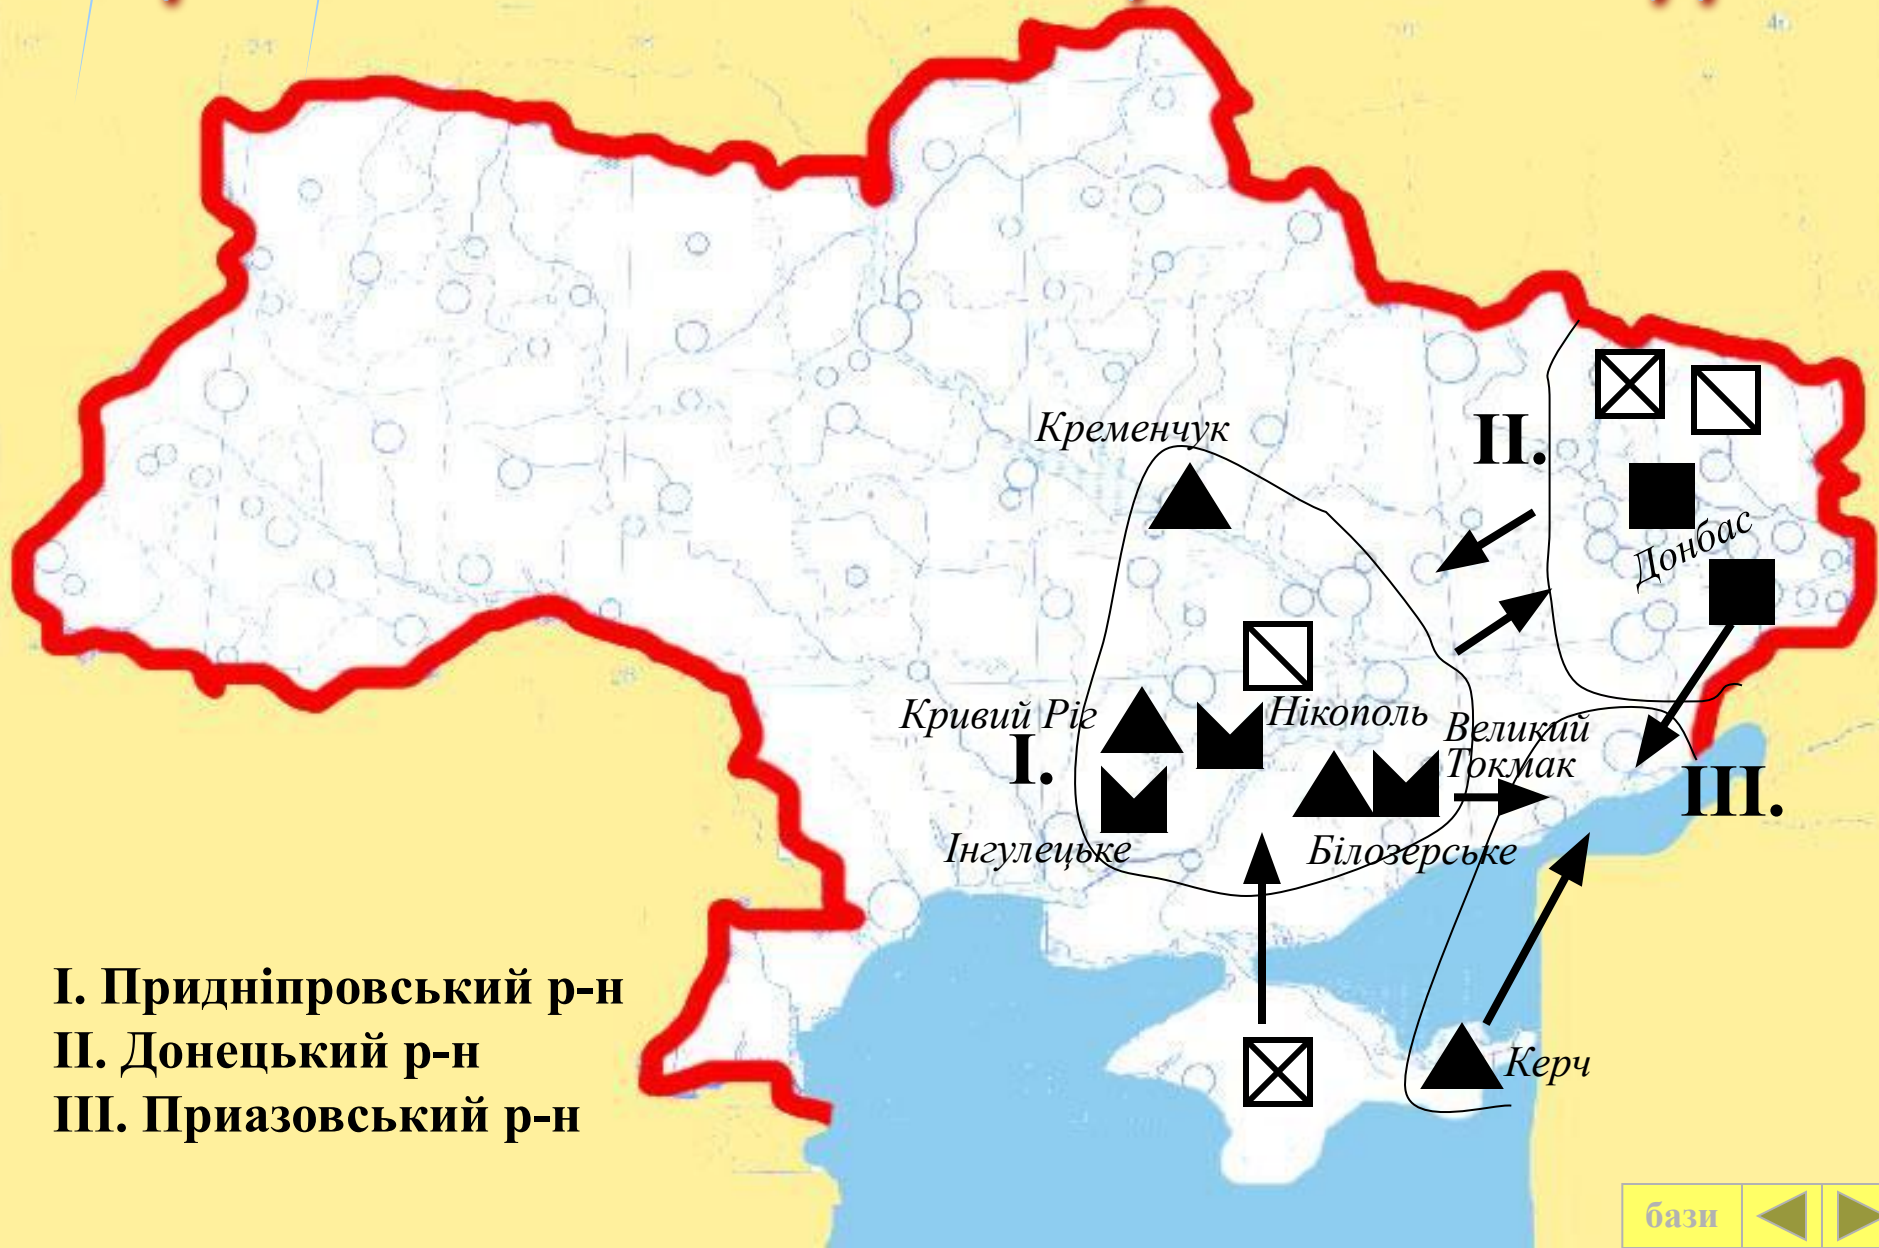 Кременчук
II.
Донбас
Кривий Ріг
Нікополь
Великий
Токмак
I.
III.
Інгулецьке
Білозерське
Керч
I. Придніпровський р-н
II. Донецький р-н
III. Приазовський р-н
бази